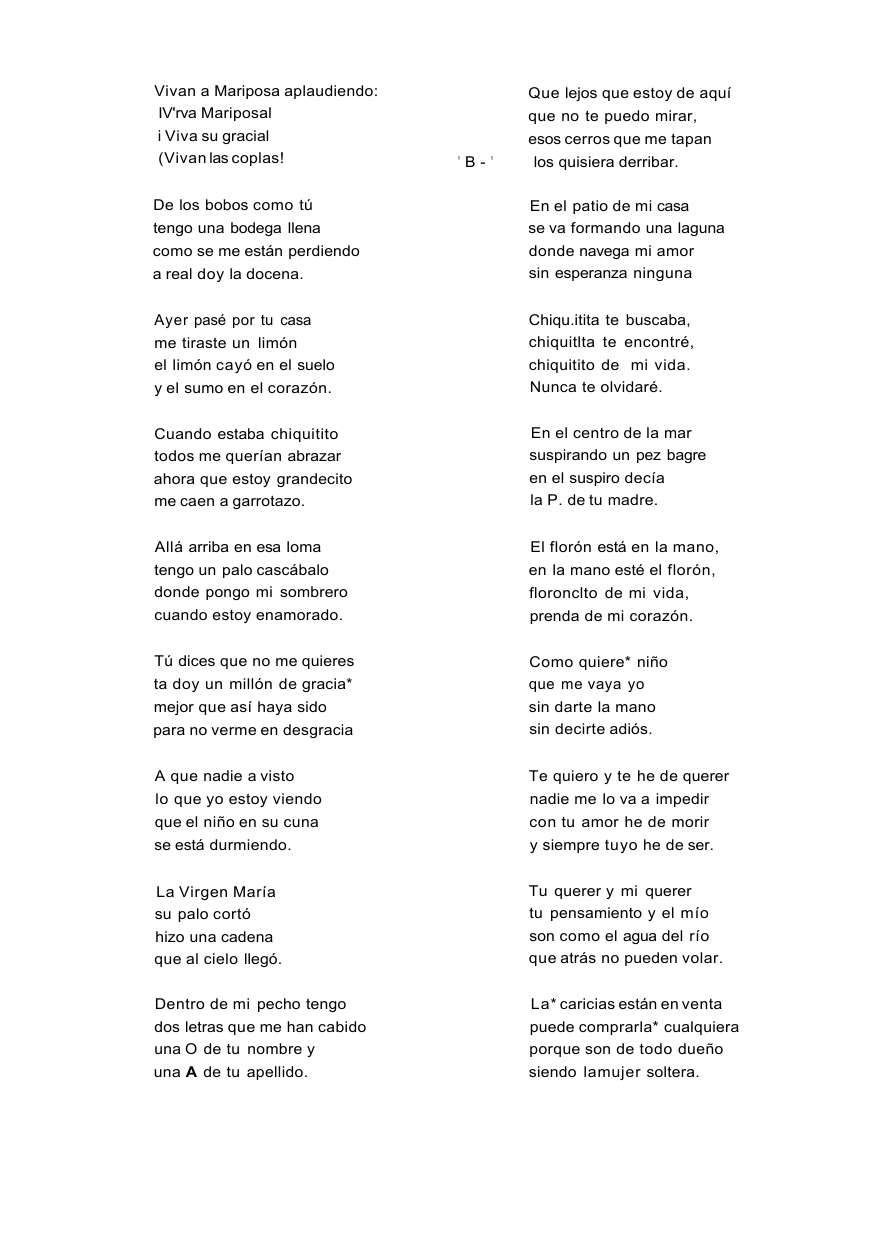 Vivan a Mariposa aplaudiendo:
IV'rva Mariposal
i Viva su gracial
(Vivan las coplas!
De los bobos como tú
tengo una bodega llena
como se me están perdiendo
a real doy la docena.
Ayer pasé por tu casa
me tiraste un limón
el limón cayó en el suelo
y el sumo en el corazón.
Cuando estaba chiquitito
todos me querían abrazar
ahora que estoy grandecito
me caen a garrotazo.
Allá arriba en esa loma
tengo un palo cascábalo
donde pongo mi sombrero
cuando estoy enamorado.
Tú dices que no me quieres
ta doy un millón de gracia*
mejor que así haya sido
para no verme en desgracia
A que nadie a visto
lo que yo estoy viendo
que el niño en su cuna
se está durmiendo.
La Virgen María
su palo cortó
hizo una cadena
que al cielo llegó.
Dentro de mi pecho tengo
dos letras que me han cabido
una O de tu nombre y
una A de tu apellido.
' B - '
Que lejos que estoy de aquí
que no te puedo mirar,
esos cerros que me tapan
los quisiera derribar.
En el patio de mi casa
se va formando una laguna
donde navega mi amor
sin esperanza ninguna
Chiqu.itita te buscaba,
chiquitlta te encontré,
chiquitito de mi vida.
Nunca te olvidaré.
En el centro de la mar
suspirando un pez bagre
en el suspiro decía
la P. de tu madre.
El florón está en la mano,
en la mano esté el florón,
floronclto de mi vida,
prenda de mi corazón.
Como quiere* niño
que me vaya yo
sin darte la mano
sin decirte adiós.
Te quiero y te he de querer
nadie me lo va a impedir
con tu amor he de morir
y siempre tuyo he de ser.
Tu querer y mi querer
tu pensamiento y el mío
son como el agua del río
que atrás no pueden volar.
La* caricias están en venta
puede comprarla* cualquiera
porque son de todo dueño
siendo lamujer soltera.